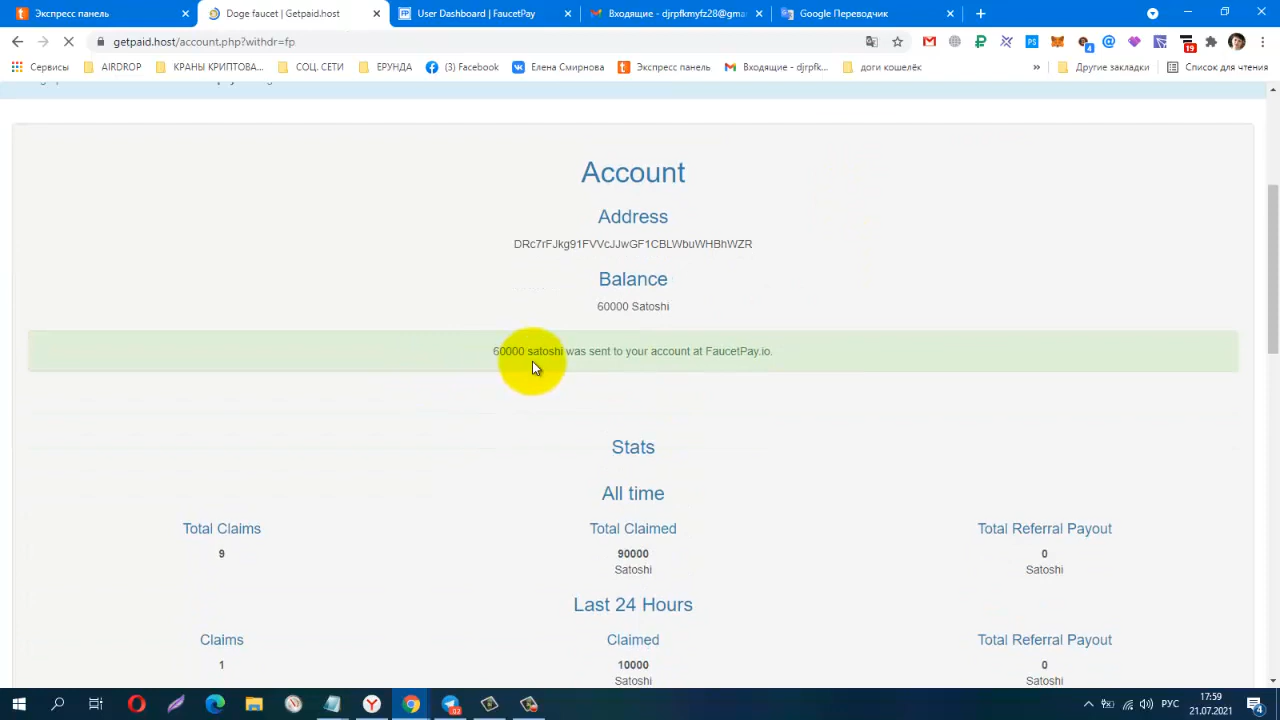 Экспресс панель
Doge faucet | Getpaid.host
User Dashboard | FaucetPay
Входящие - djrpfkmyfz28@gma
Google Переводчик
getpaid.host/account.php?withdr=fp
Сервисы
AIRDROP
КРАНЫ КРИПТОВА...
СОЦ. СЕТИ
ЕРУНДА
(3) Facebook
Елена Смирнова
Экспресс панель
Входящие - djrpfk...
доги кошелёк
»
Другие закладки
Список для чтения
Account
Address
DRc7rFJkg91FVVcJJwGF1CBLWbuWHBhWZR
Balance
60000 Satoshi
60000 satoshi was sent to your account at FaucetPay.io.
Stats
All time
Total Claims
Total Claimed
Total Referral Payout
9
90000
0
Satoshi
Satoshi
Last 24 Hours
Claims
Claimed
Total Referral Payout
1
10000
0
Satoshi
Satoshi
РУС
17:59
21.07.2021